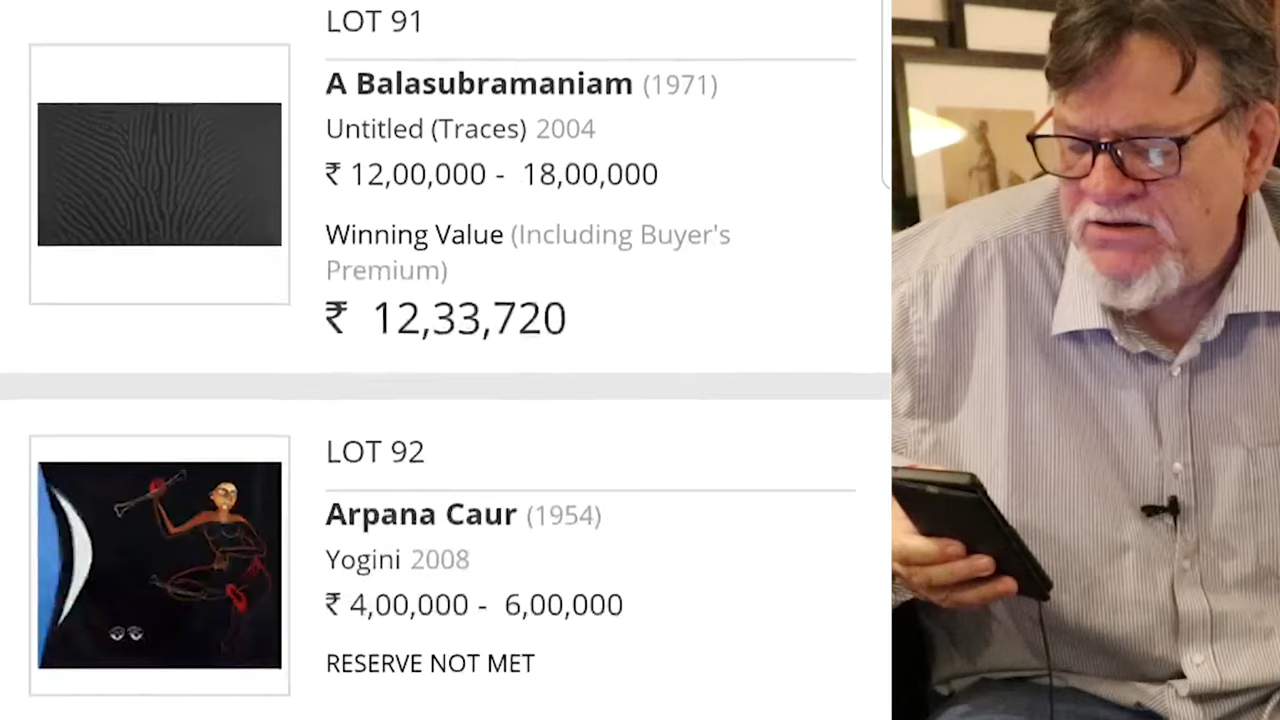 LOT 91
A Balasubramaniam (1971)
Untitled (Traces) 2004
₹ 12,00,000 - 18,00,000
Winning Value (Including Buyer's
Premium)
₹ 12,33,720
LOT 92
Arpana Caur (1954)
Yogini 2008
₹ 4,00,000 - 6,00,000
RESERVE NOT MET